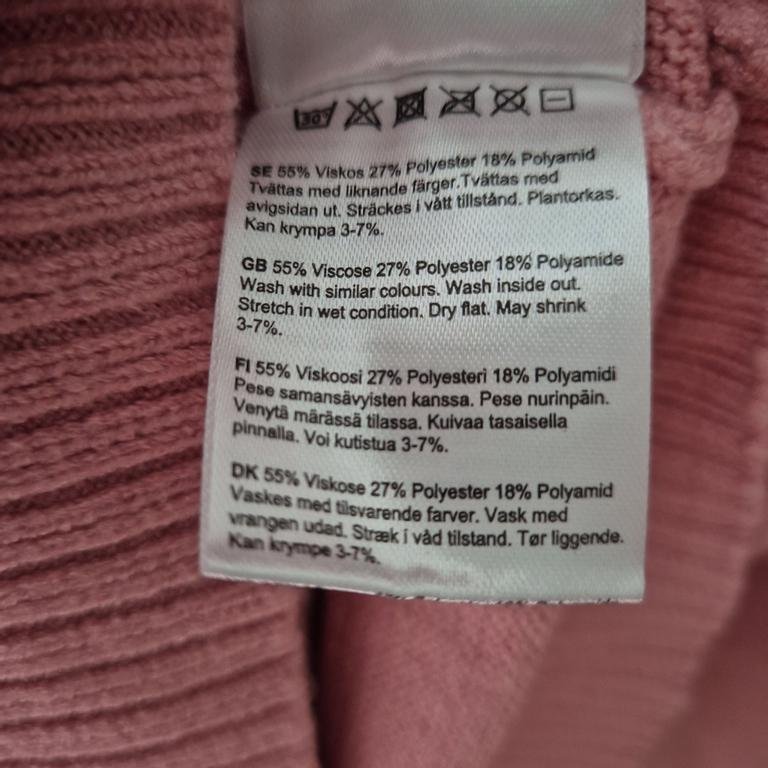 30°
SE 55% Viskos 27% Polyester 18% Polyamid
Tvättas med liknande färger.Tvättas med
avigsidan ut. Sträckes i vått tillstånd. Plantorkas.
Kan krympa 3-7%.
GB 55% Viscose 27% Polyester 18% Polyamide
Wash with similar colours. Wash inside out.
Stretch in wet condition. Dry flat. May shrink
3-7%.
FI 55% Viskoosi 27% Polyesteri 18% Polyamidi
Pese samansävyisten kanssa. Pese nurinpäin.
Venytä märässä tilassa. Kuivaa tasaisella
pinnalla. Voi kutistua 3-7%.
DK 55% Viskose 27% Polyester 18% Polyamid
Vaskes med tilsvarende farver. Vask med
vrangen udad. Stræk i våd tilstand. Tør liggende.
Kan krympe 3-7%.